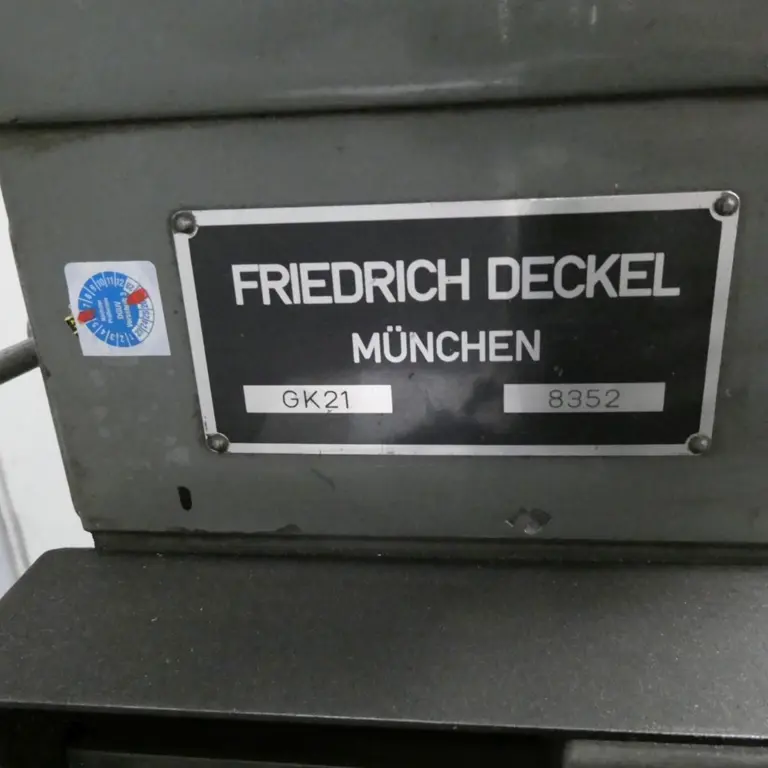 FRIEDRICH DECKEL
MÜNCHEN
GK21
8352